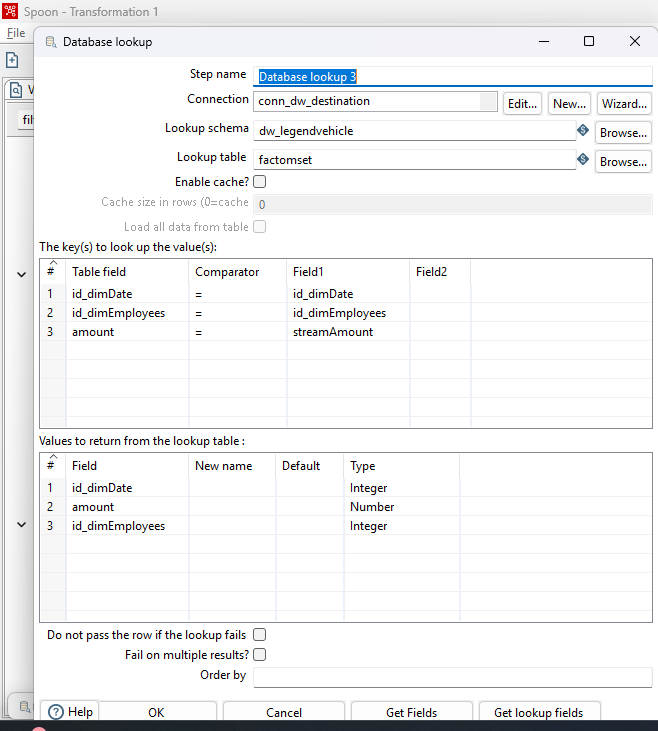 Spoon - Transformation 1
File
Database lookup
Step name Database lookup 3
Connection conn_dw_destination Edit... New... Wizard...
Lookup schema dw_legendvehicle Browse...
Lookup table factomset Browse...
Enable cache?
Cache size in rows (0=cache 0
Load all data from table
The key(s) to look up the value(s):
# Table field Comparator Field1 Field2
1 id_dimDate = id_dimDate
2 id_dimEmployees = id_dimEmployees
3 amount = streamAmount
Values to return from the lookup table :
# Field New name Default Type
1 id_dimDate Integer
2 amount Number
3 id_dimEmployees Integer
Do not pass the row if the lookup fails
Fail on multiple results?
Order by
Help OK Cancel Get Fields Get lookup fields